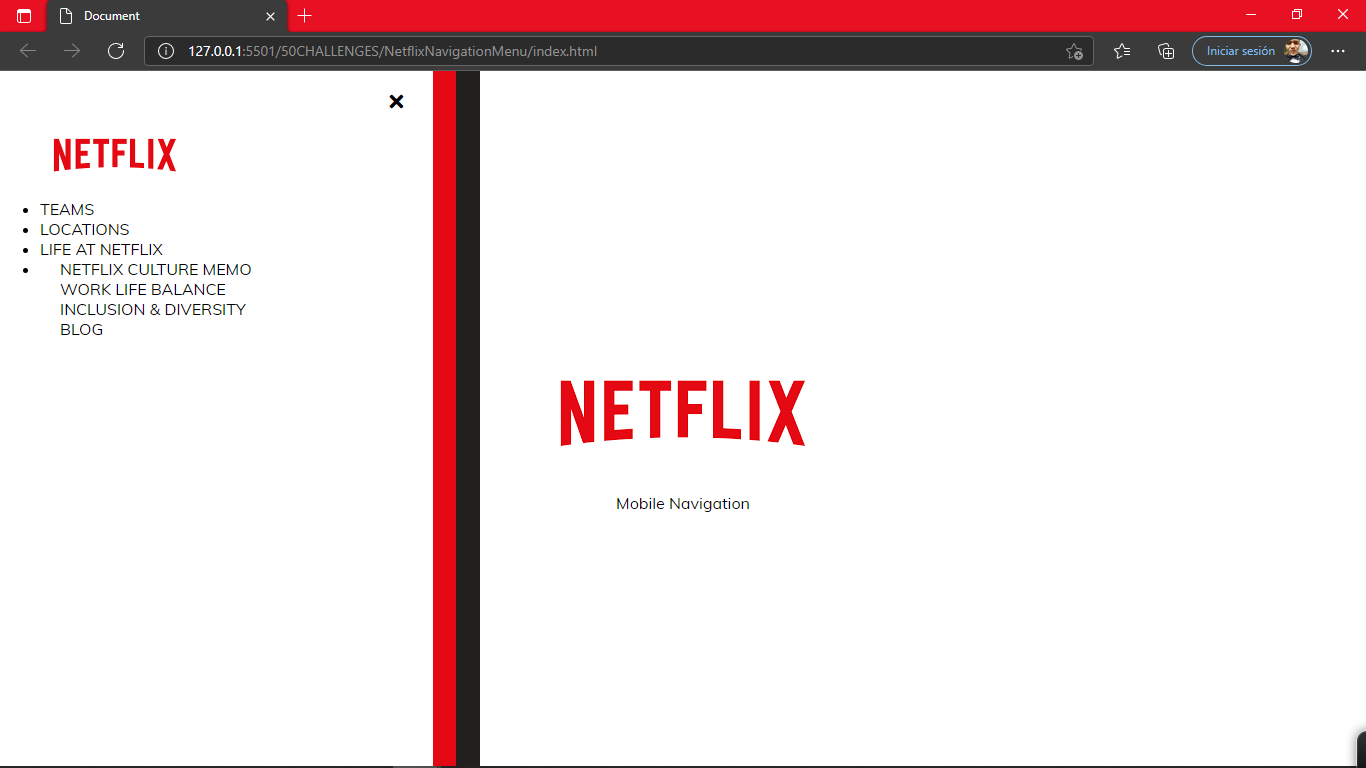 Document
127.0.0.1:5501/50CHALLENGES/NetflixNavigationMenu/index.html
Iniciar sesión
NETFLIX
TEAMS
LOCATIONS
LIFE AT NETFLIX
NETFLIX CULTURE MEMO
WORK LIFE BALANCE
INCLUSION & DIVERSITY
BLOG
NETFLIX
Mobile Navigation